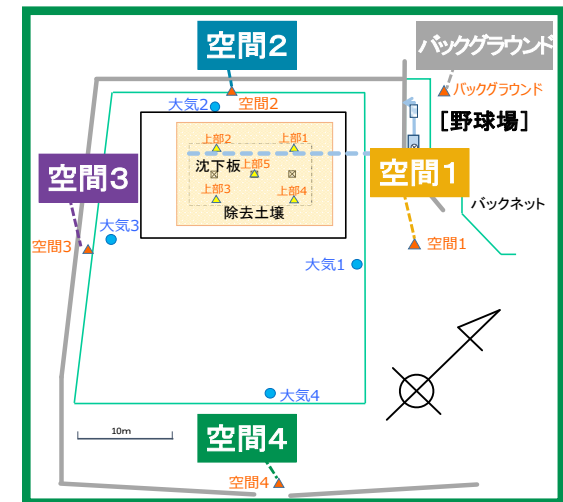 空間2
バックグラウンド
大気2
空間2
バックグラウンド
[野球場]
上部2
上部1
沈下板
上部5
空間1
空間3
上部3
上部4
バックネット
除去土壌
大気3
空間3
空間1
大気1
大気4
10m
空間4
空間4